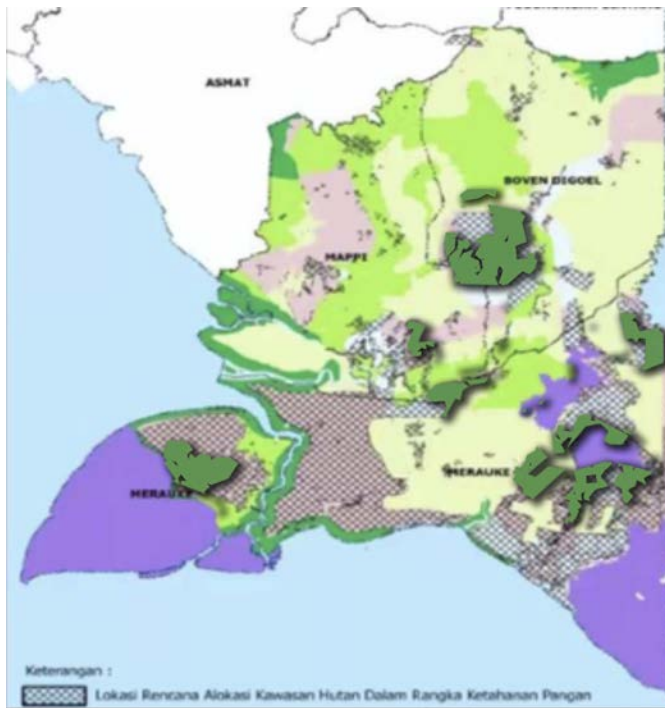 ASMAT
BOVEN DIGOEL
MAPPI
MERAUKE
MERAUKE
Keterangan :
Lokasi Rencana Alokasi Kawasan Hutan Dalam Rangka Ketahanan Pangan